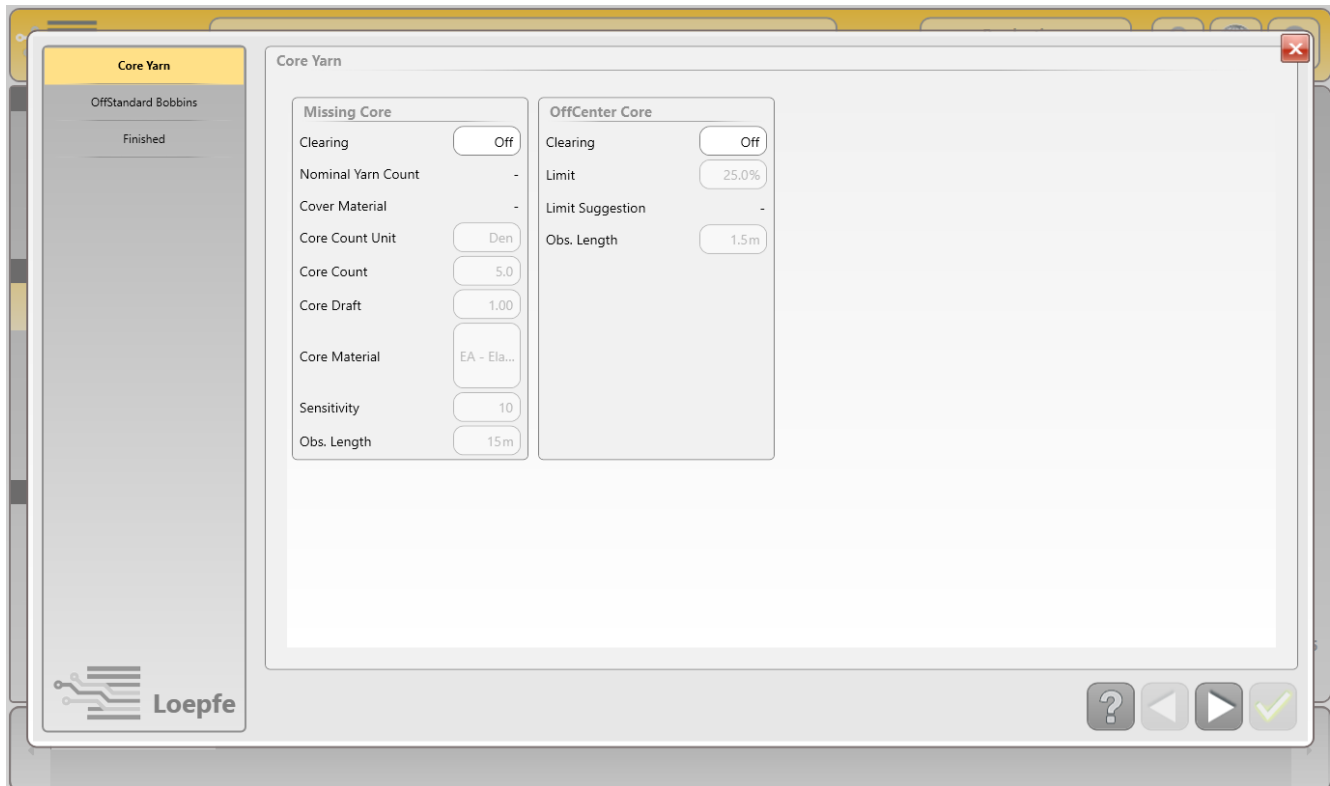 Core Yarn
OffStandard Bobbins
Finished
Loepfe
Core Yarn
Missing Core
Clearing Off
Nominal Yarn Count -
Cover Material -
Core Count Unit Den
Core Count 5.0
Core Draft 1.00
Core Material EA - Ela...
Sensitivity 10
Obs. Length 15m
OffCenter Core
Clearing Off
Limit 25.0%
Limit Suggestion -
Obs. Length 1.5m
?